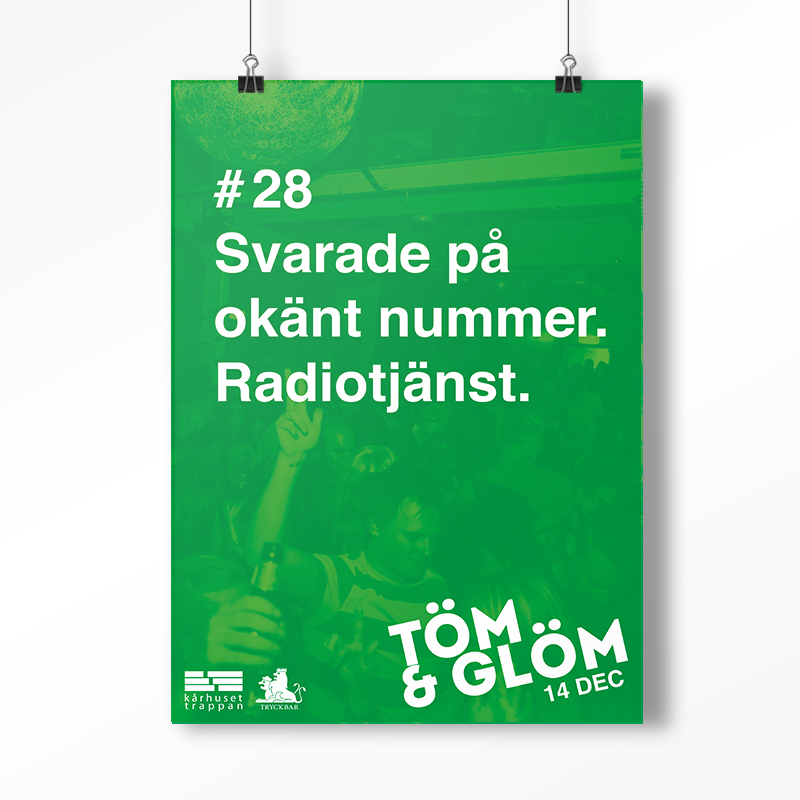 # 28
Svarade på
okänt nummer.
Radiotjänst.
TÖM
& GLÖM
14 DEC
kårhuset
trappan
TRYCKBAR